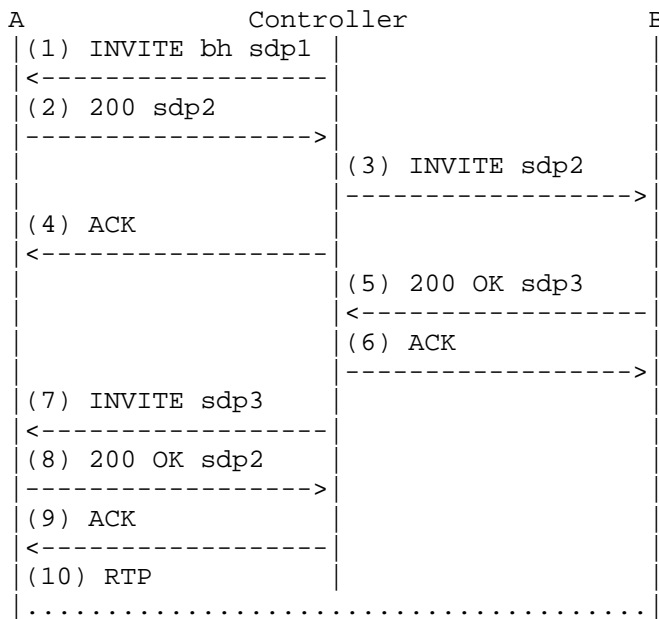 A Controller B
(1) INVITE bh sdp1
(2) 200 sdp2
(3) INVITE sdp2
(4) ACK
(5) 200 OK sdp3
(6) ACK
(7) INVITE sdp3
(8) 200 OK sdp2
(9) ACK
(10) RTP